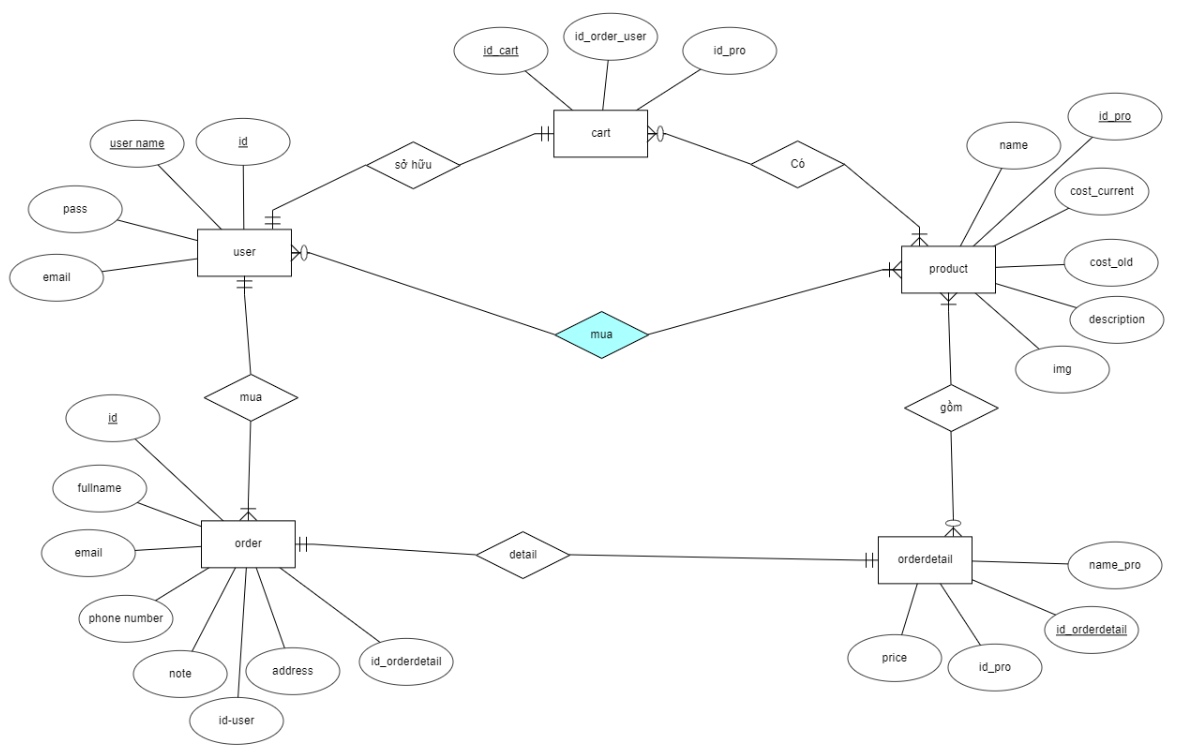 id_cart
id_order_user
id_pro
cart
user name
id
sở hữu
Có
name
id_pro
pass
cost_current
user
email
product
cost_old
description
mua
img
mua
gồm
id
fullname
order
email
detail
orderdetail
name_pro
phone number
id_orderdetail
note
address
id_orderdetail
price
id_pro
id-user